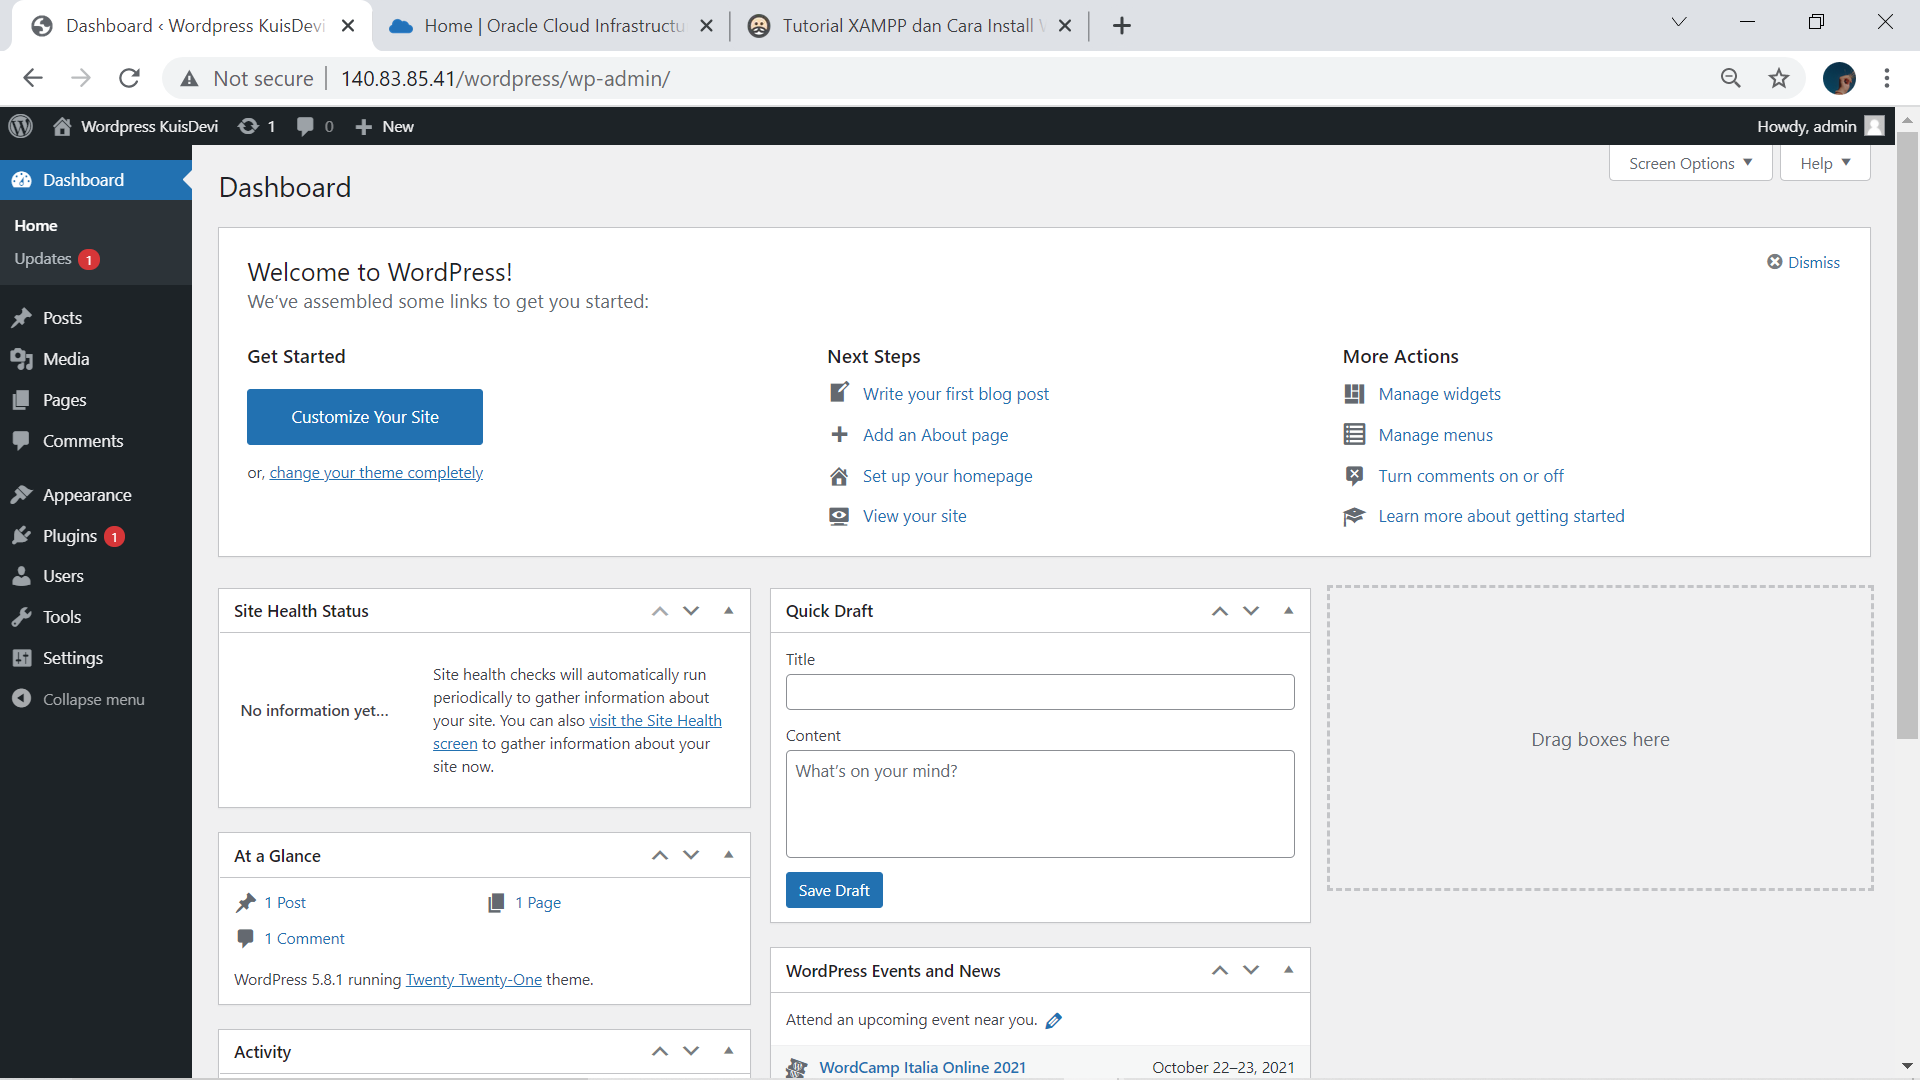 Dashboard ‹ Wordpress KuisDevi
Home | Oracle Cloud Infrastructu
Tutorial XAMPP dan Cara Install
Not secure
140.83.85.41/wordpress/wp-admin/
Wordpress KuisDevi
1
0
New
Howdy, admin
Screen Options
Help
Dashboard
Home
Updates 1
Posts
Media
Pages
Comments
Appearance
Plugins 1
Users
Tools
Settings
Collapse menu
Dashboard
Welcome to WordPress!
We've assembled some links to get you started:
Dismiss
Get Started
Customize Your Site
or, change your theme completely
Next Steps
Write your first blog post
Add an About page
Set up your homepage
View your site
More Actions
Manage widgets
Manage menus
Turn comments on or off
Learn more about getting started
Site Health Status
No information yet...
Site health checks will automatically run
periodically to gather information about
your site. You can also visit the Site Health
screen to gather information about your
site now.
At a Glance
1 Post
1 Page
1 Comment
WordPress 5.8.1 running Twenty Twenty-One theme.
Activity
Quick Draft
Title
Content
What's on your mind?
Save Draft
WordPress Events and News
Attend an upcoming event near you.
WordCamp Italia Online 2021
October 22–23, 2021
Drag boxes here